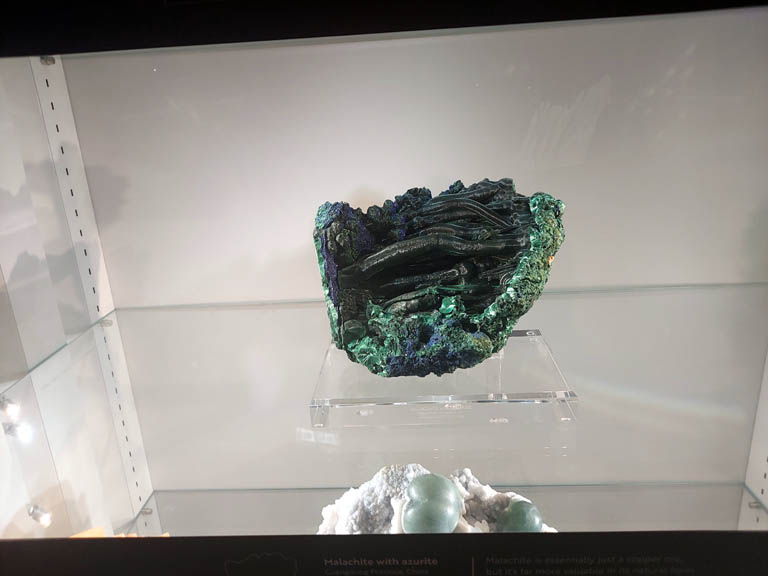 Malachite with azurite
Guangdong Province, China
Malachite is essentially just a copper ore,
but it's far more valuable in its natural form